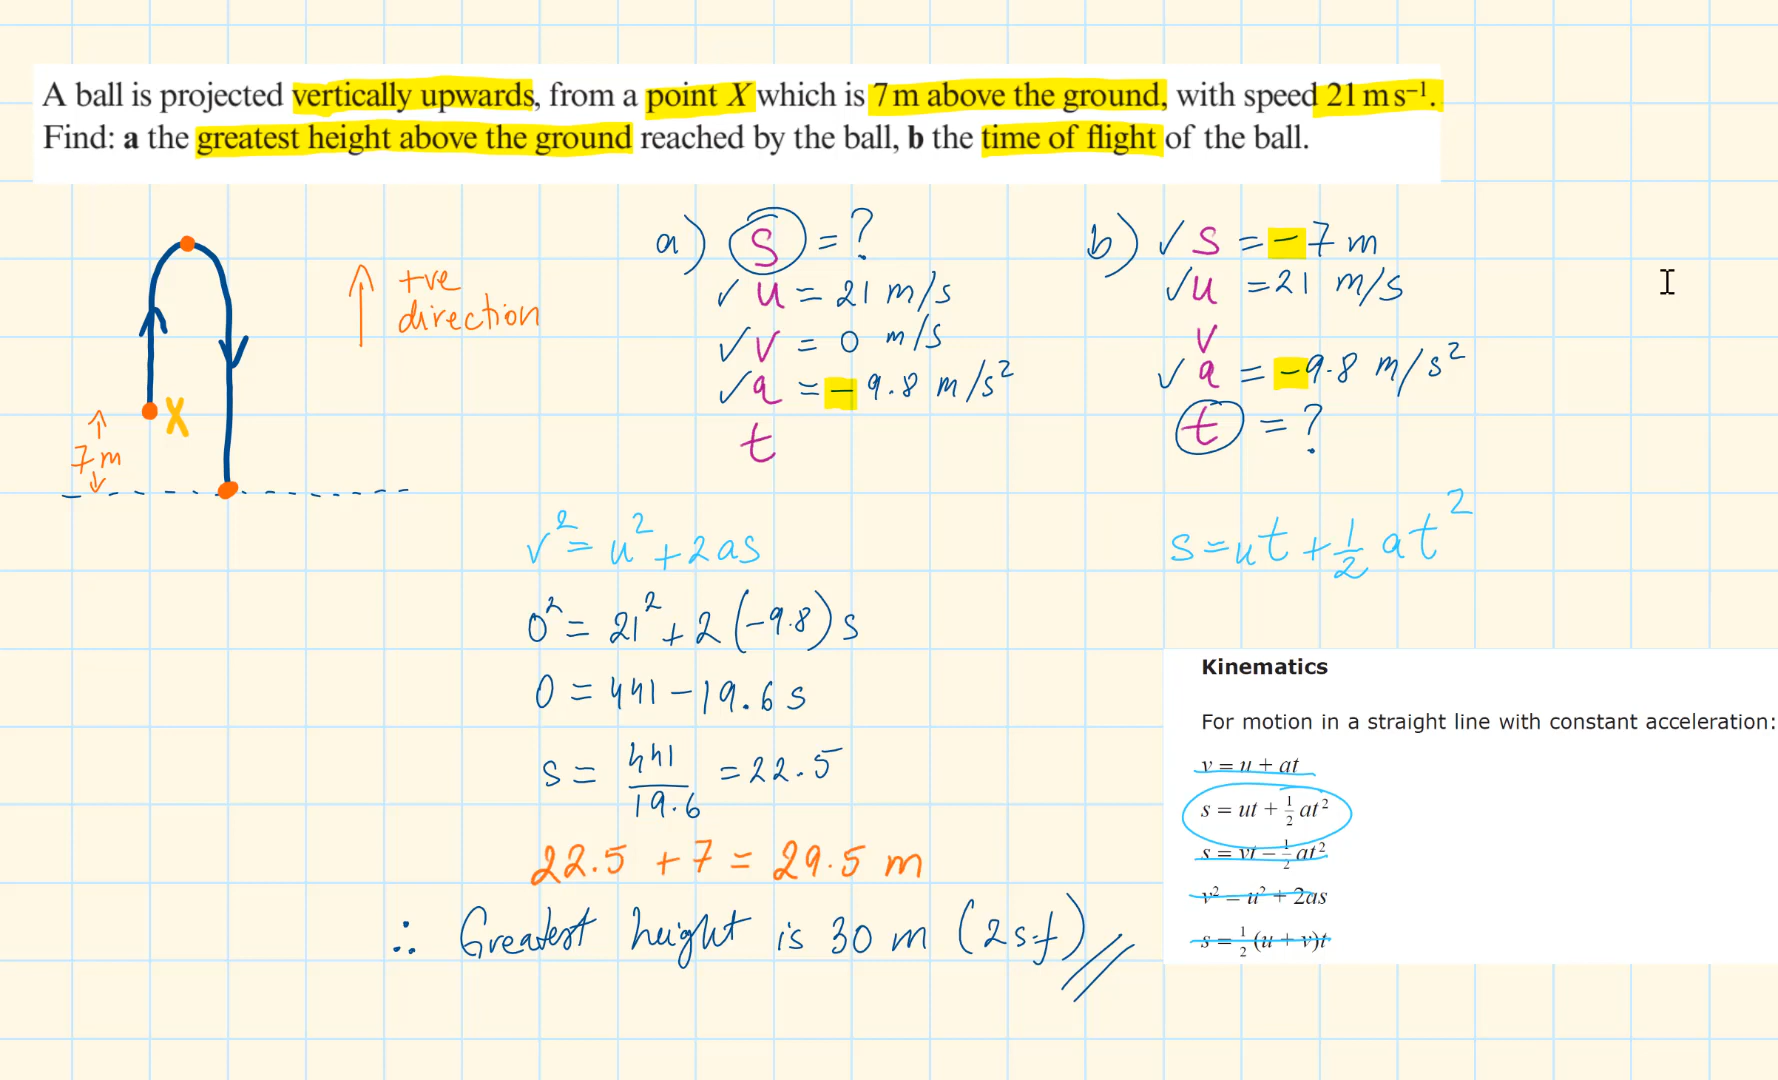 A ball is projected vertically upwards, from a point X which is 7 m above the ground, with speed 21 m s⁻¹.
Find: a the greatest height above the ground reached by the ball, b the time of flight of the ball.
X
7m
+ve
direction
a) s = ?
✓ u = 21 m/s
✓ v = 0 m/s
✓ a = - 9.8 m/s²
t
v² = u² + 2as
0² = 21² + 2(-9.8)s
0 = 441 - 19.6 s
s = 441/19.6 = 22.5
22.5 + 7 = 29.5 m
∴ Greatest height is 30 m (2sf)
b) ✓ s = -7 m
✓ u = 21 m/s
v
✓ a = -9.8 m/s²
t = ?
s = ut + ½ at²
Kinematics
For motion in a straight line with constant acceleration:
v = u + at
s = ut + ½ at²
s = vt - ½ at²
v² = u² + 2as
s = ½ (u + v)t